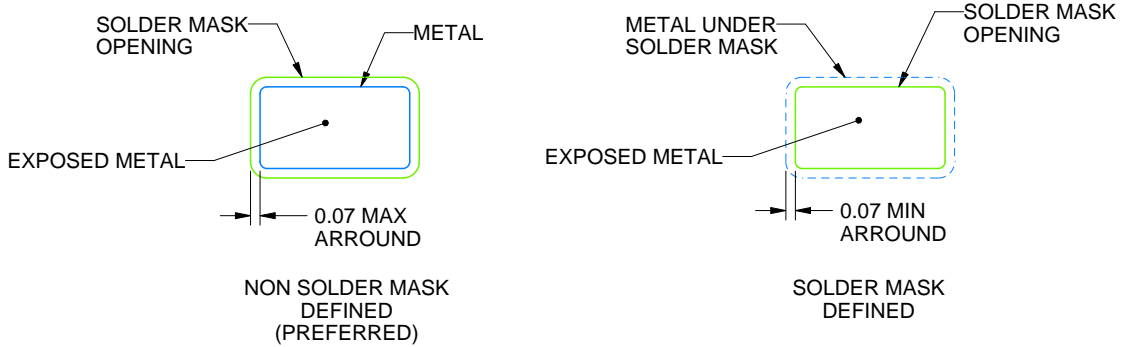 SOLDER MASK
OPENING
METAL
EXPOSED METAL
0.07 MAX
ARROUND
NON SOLDER MASK
DEFINED
(PREFERRED)
METAL UNDER
SOLDER MASK
SOLDER MASK
OPENING
EXPOSED METAL
0.07 MIN
ARROUND
SOLDER MASK
DEFINED